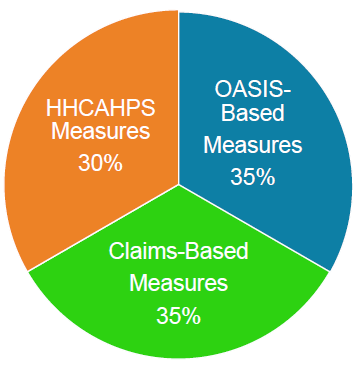 OASIS-
Based
Measures
35%
HHCAHPS
Measures
30%
Claims-Based
Measures
35%